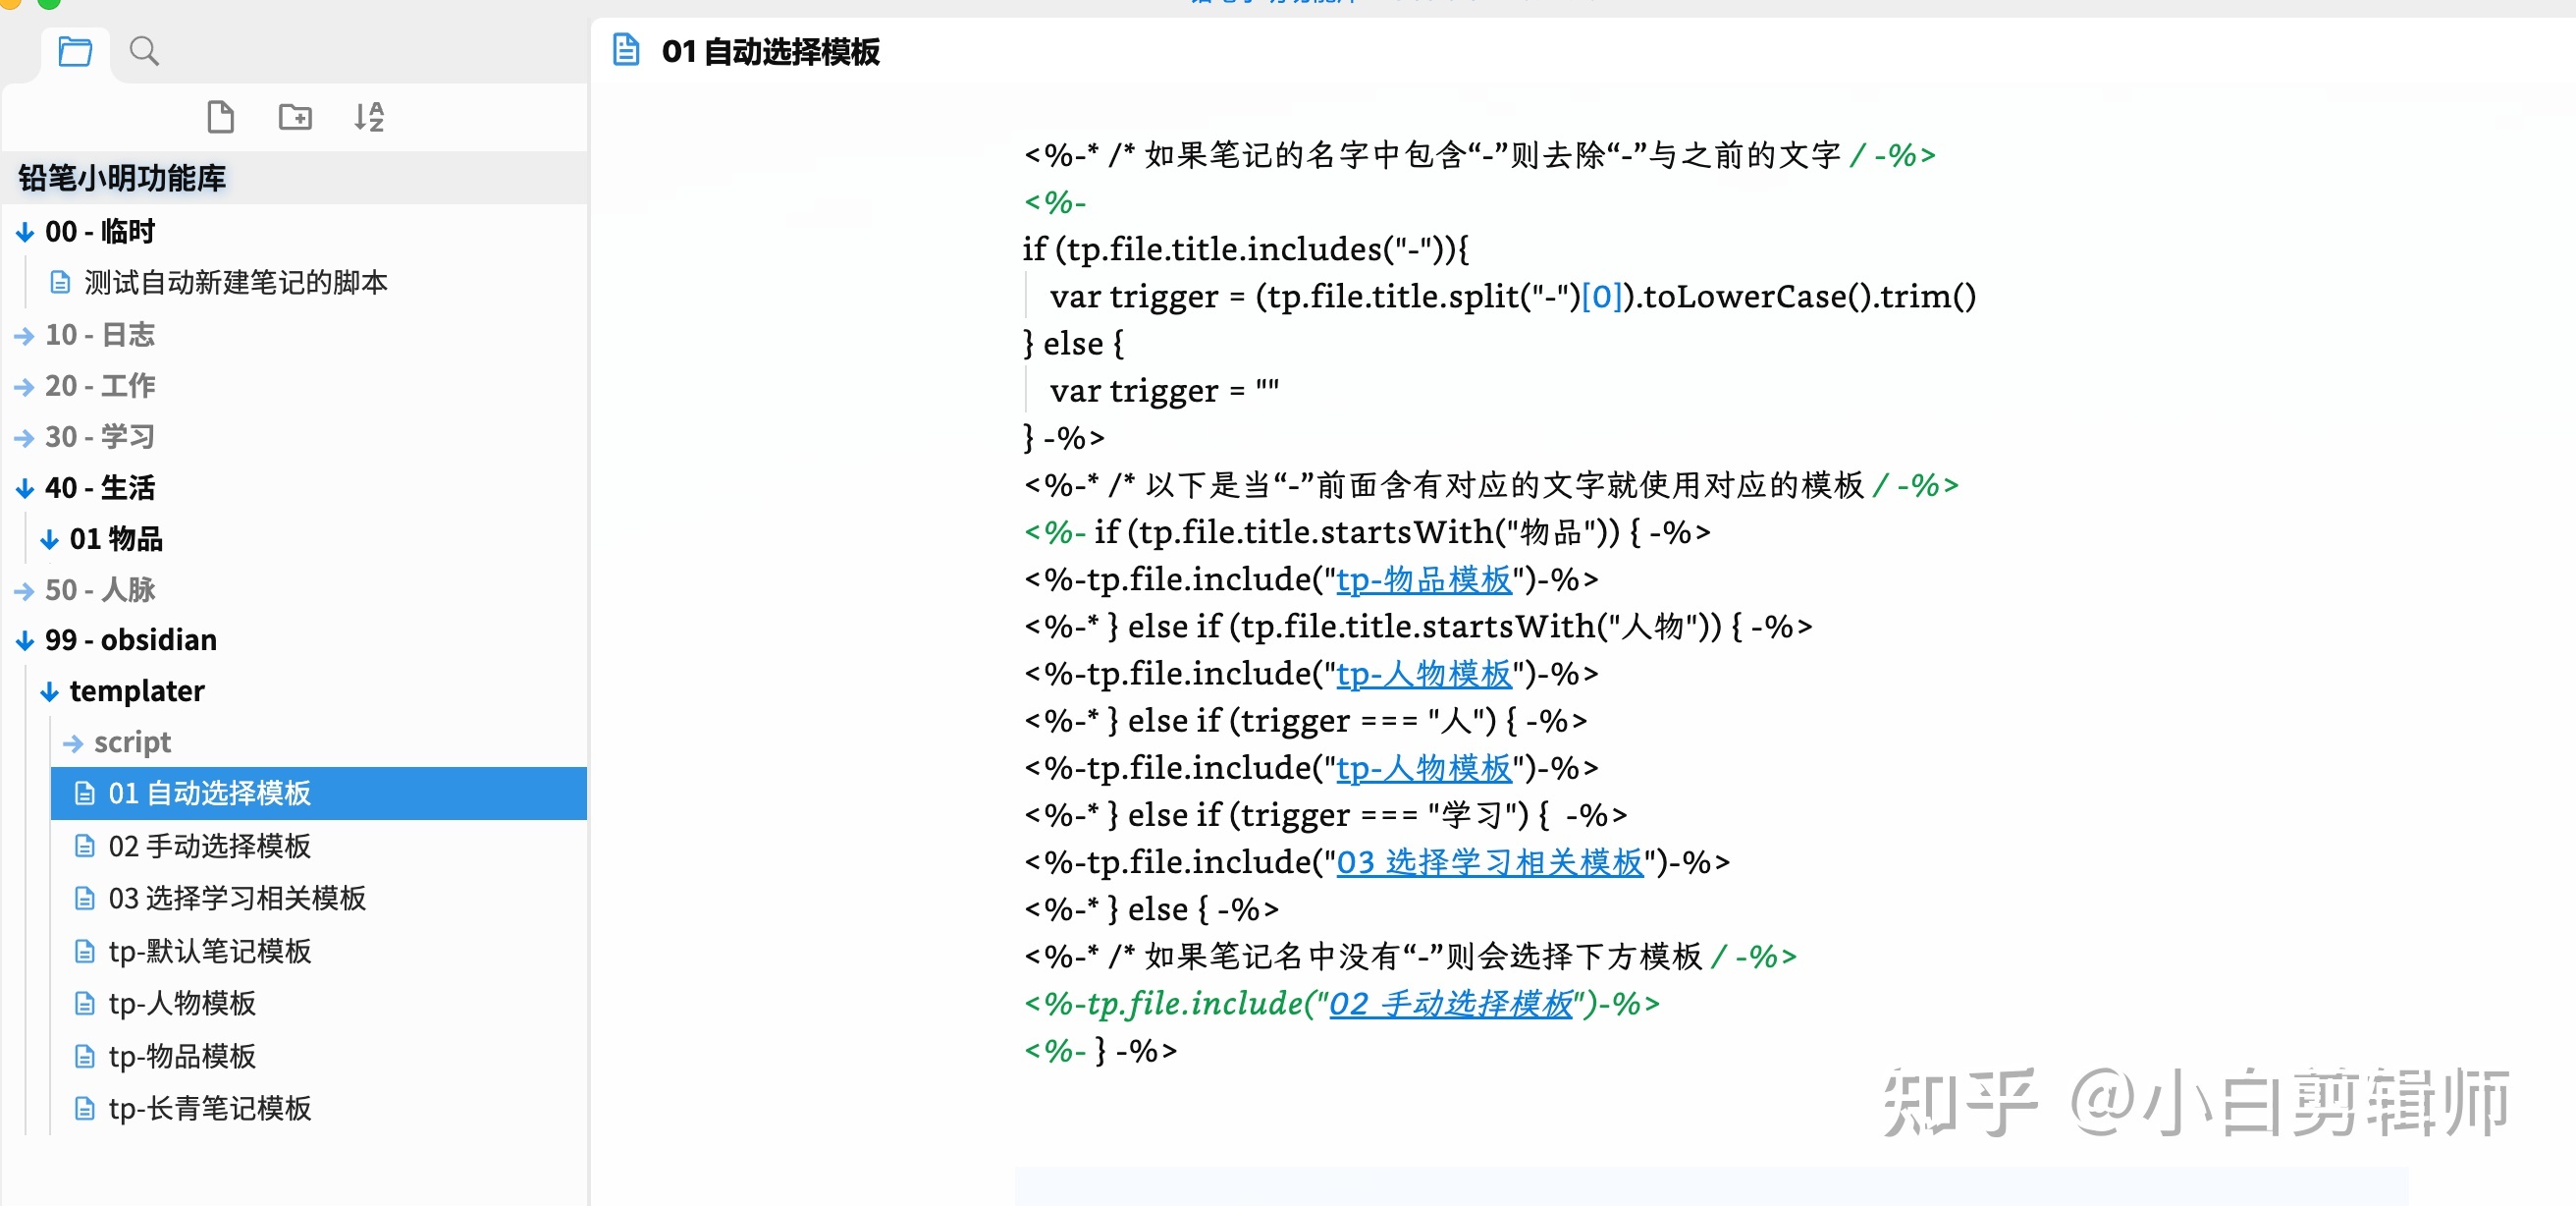 01 自动选择模板
铅笔小明功能库
00 - 临时
测试自动新建笔记的脚本
10 - 日志
20 - 工作
30 - 学习
40 - 生活
01 物品
50 - 人脉
99 - obsidian
templater
script
01 自动选择模板
02 手动选择模板
03 选择学习相关模板
tp-默认笔记模板
tp-人物模板
tp-物品模板
tp-长青笔记模板
<%-* /* 如果笔记的名字中包含“-”则去除“-”与之前的文字 / -%>
<%-
if (tp.file.title.includes("-")){
var trigger = (tp.file.title.split("-")[0]).toLowerCase().trim()
} else {
var trigger = ""
} -%>
<%-* /* 以下是当“-”前面含有对应的文字就使用对应的模板 / -%>
<%- if (tp.file.title.startsWith("物品")) { -%>
<%-tp.file.include("tp-物品模板")-%>
<%-* } else if (tp.file.title.startsWith("人物")) { -%>
<%-tp.file.include("tp-人物模板")-%>
<%-* } else if (trigger === "人") { -%>
<%-tp.file.include("tp-人物模板")-%>
<%-* } else if (trigger === "学习") {  -%>
<%-tp.file.include("03 选择学习相关模板")-%>
<%-* } else { -%>
<%-* /* 如果笔记名中没有“-”则会选择下方模板 / -%>
<%-tp.file.include("02 手动选择模板")-%>
<%- } -%>
知乎 @小白剪辑师